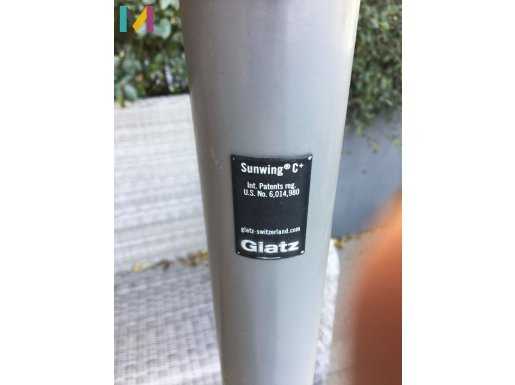 Sunwing® C+
Int. Patents reg.
U.S. No. 6,014,980
glatz-switzerland.com
Glatz